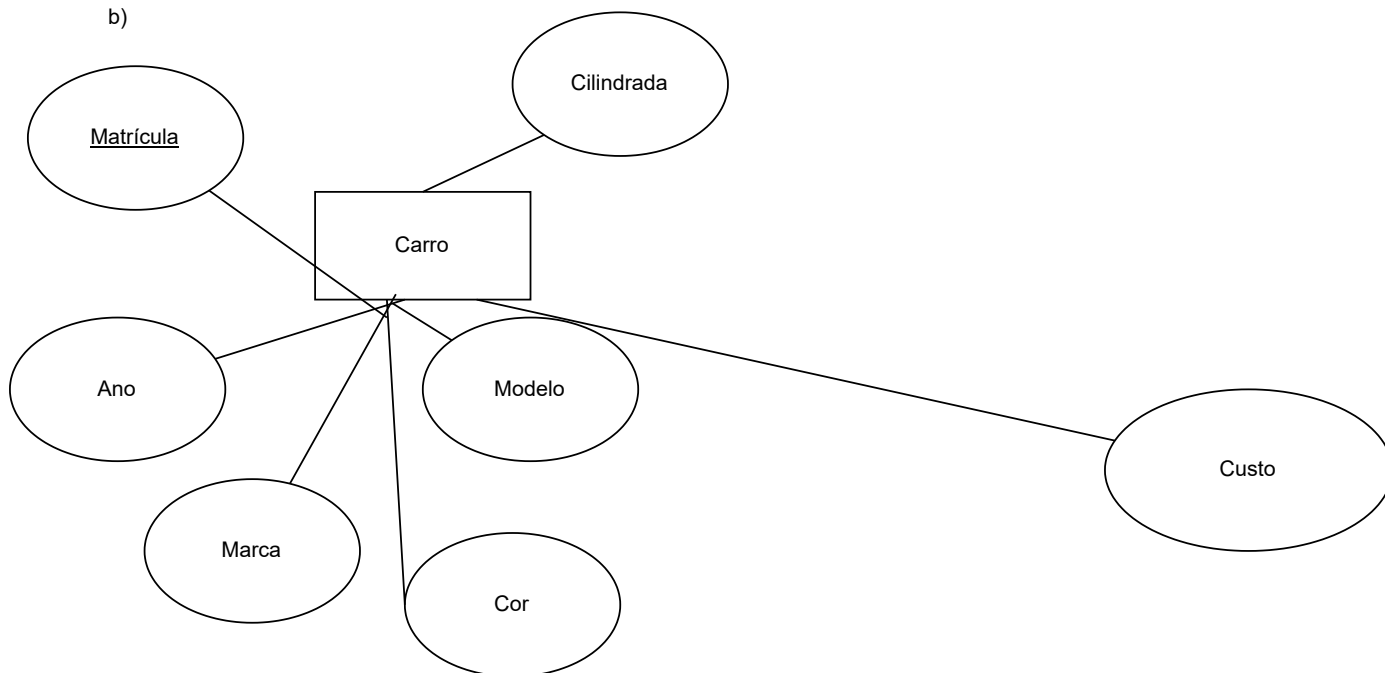 b)
Cilindrada
Matrícula
Carro
Ano
Modelo
Custo
Marca
Cor